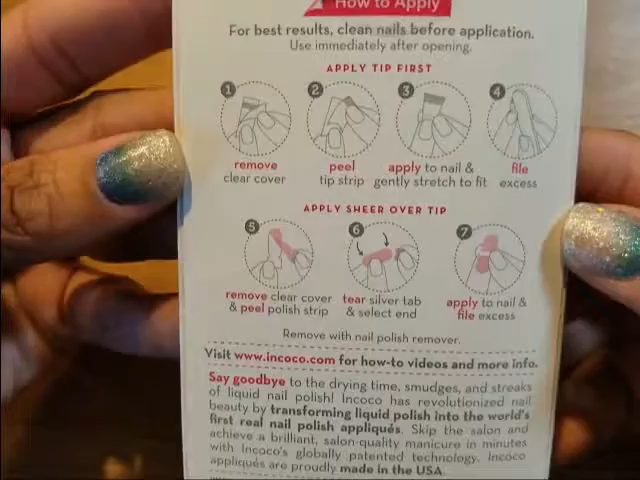 How to Apply
For best results, clean nails before application.
Use immediately after opening.
APPLY TIP FIRST
1 2 3 4
remove clear cover
peel tip strip
apply to nail & gently stretch to fit
file excess
APPLY SHEER OVER TIP
5 6 7
remove clear cover & peel polish strip
tear silver tab & select end
apply to nail & file excess
Remove with nail polish remover.
Visit www.incoco.com for how-to videos and more info.
Say goodbye to the drying time, smudges, and streaks
of liquid nail polish! Incoco has revolutionized nail
beauty by transforming liquid polish into the world's
first real nail polish appliqués. Skip the salon and
achieve a brilliant, salon-quality manicure in minutes
with Incoco's globally patented technology. Incoco
appliqués are proudly made in the USA.